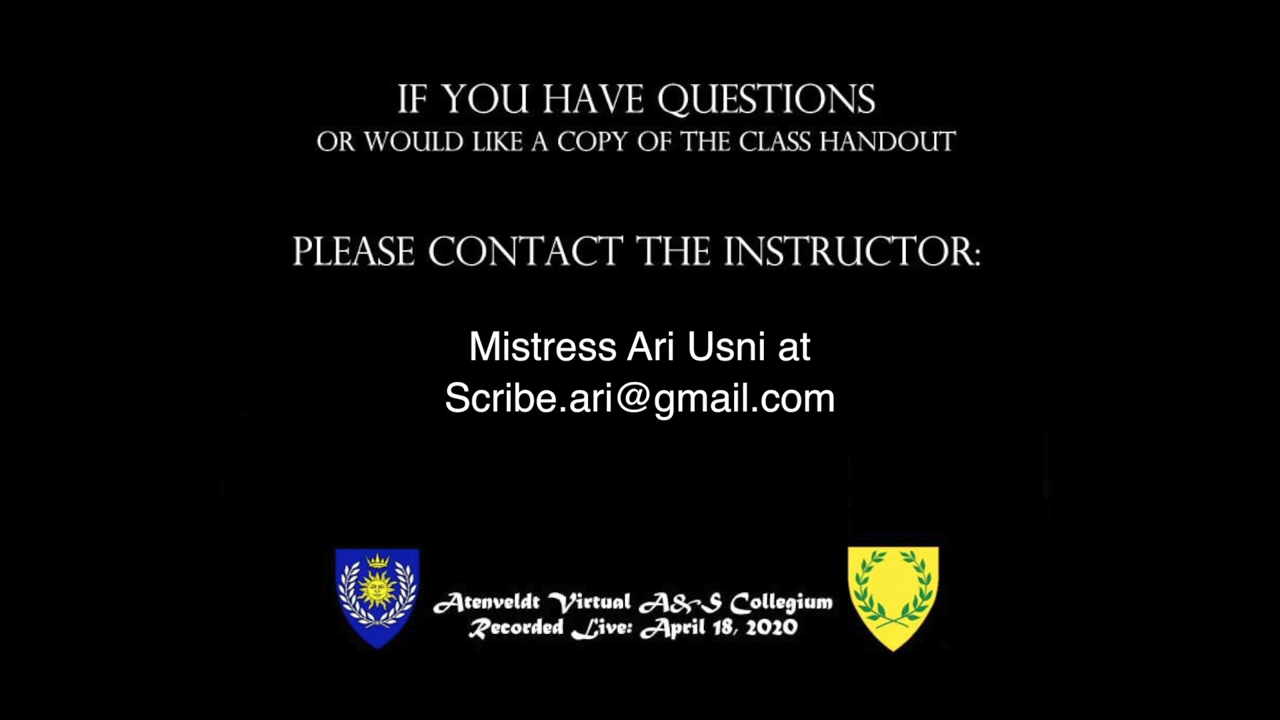 IF YOU HAVE QUESTIONS
OR WOULD LIKE A COPY OF THE CLASS HANDOUT
PLEASE CONTACT THE INSTRUCTOR:
Mistress Ari Usni at
Scribe.ari@gmail.com
Atenveldt Virtual A&S Collegium
Recorded Live: April 18, 2020